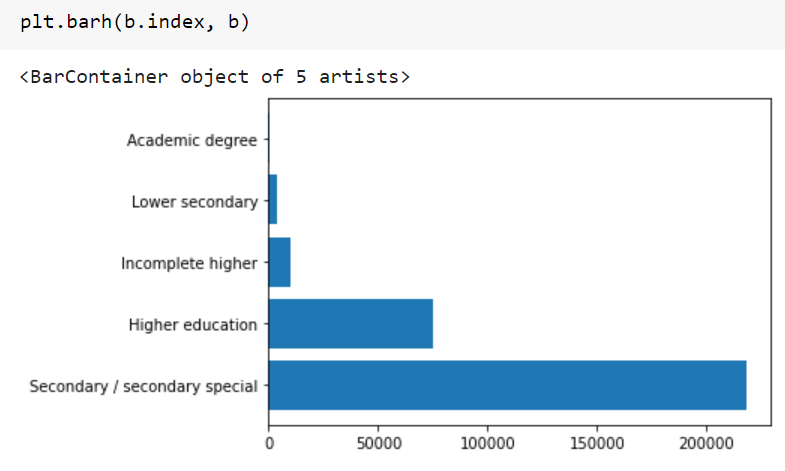 plt.barh(b.index, b)
<BarContainer object of 5 artists>
Academic degree
Lower secondary
Incomplete higher
Higher education
Secondary / secondary special
0 50000 100000 150000 200000